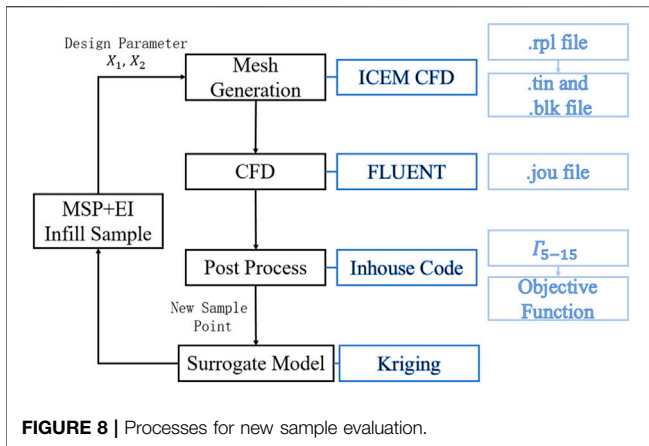 Design Parameter
X₁, X₂
Mesh
Generation
ICEM CFD
.rpl file
.tin and
.blk file
CFD
FLUENT
.jou file
MSP+EI
Infill Sample
Post Process
Inhouse Code
Γ₅₋₁₅
Objective
Function
New Sample
Point
Surrogate Model
Kriging
FIGURE 8 | Processes for new sample evaluation.